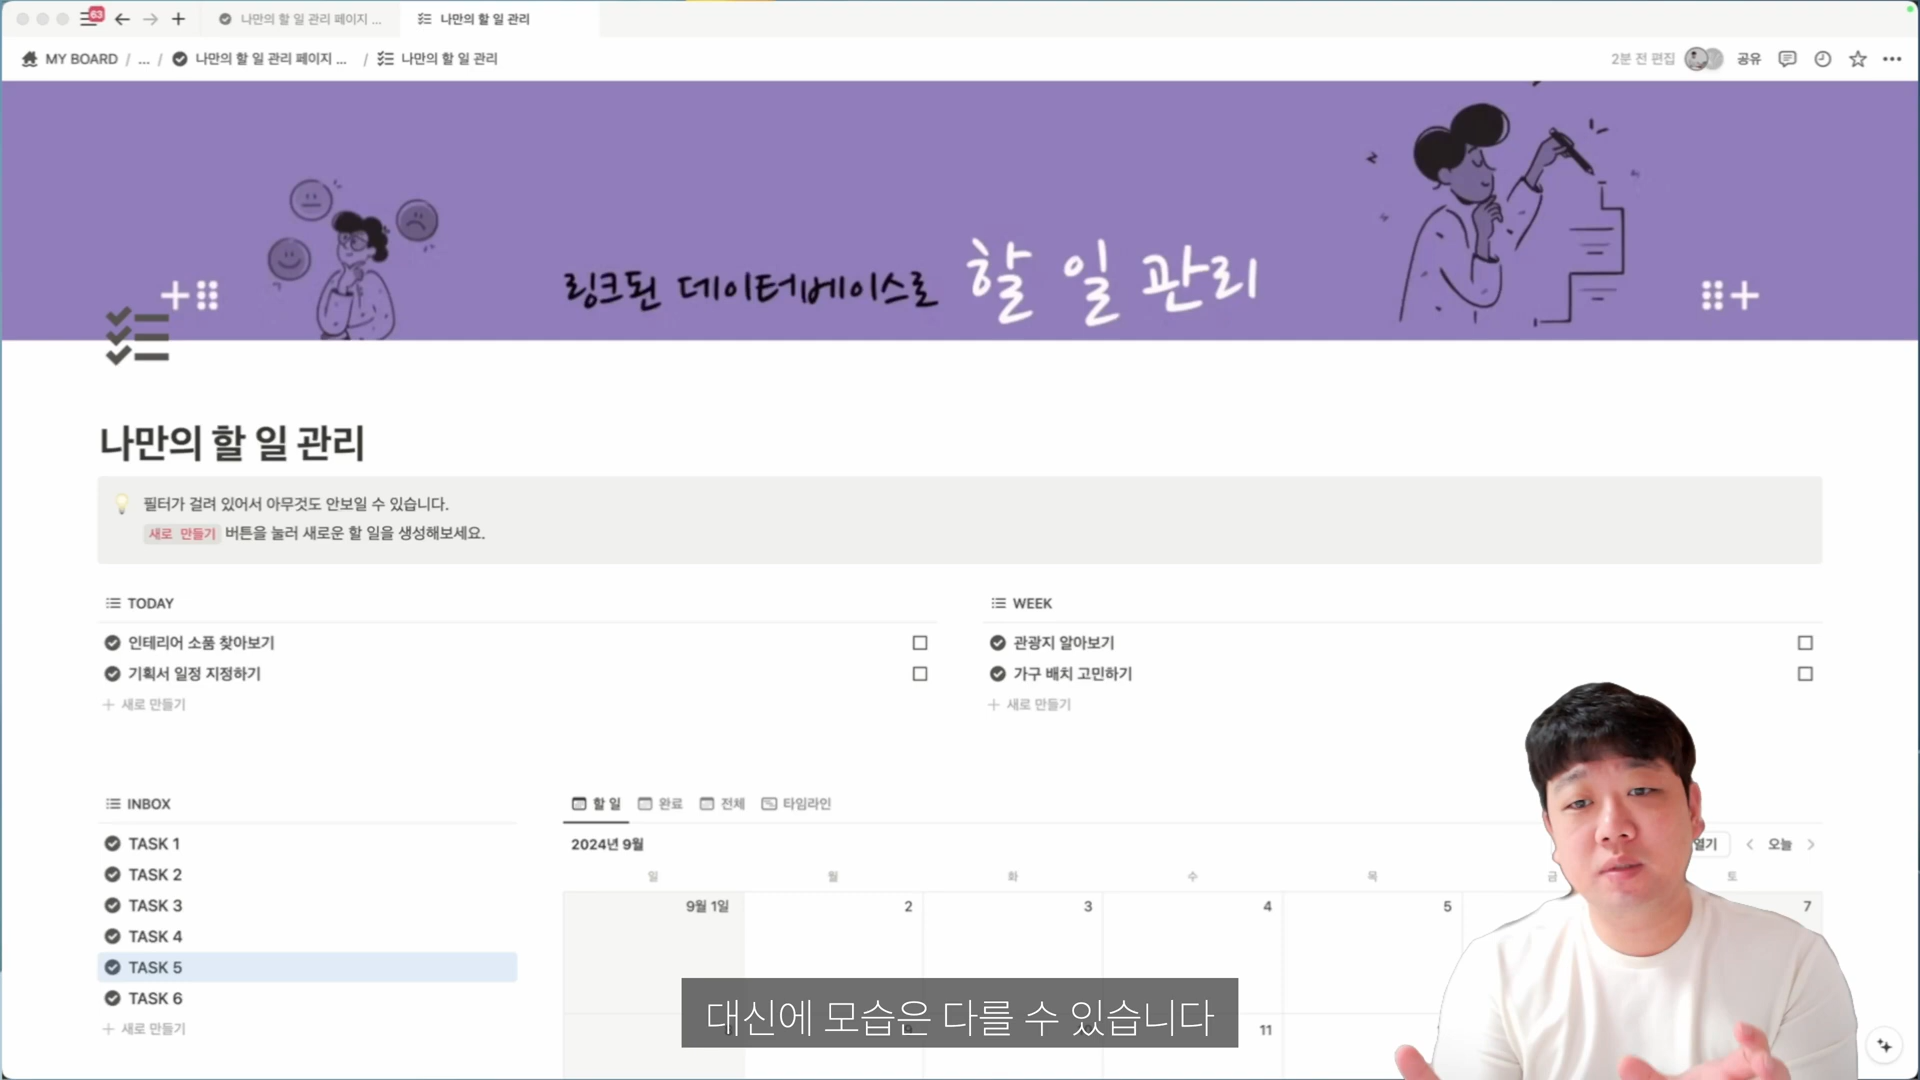 63
나만의 할 일 관리 페이지 ...
나만의 할 일 관리
MY BOARD / ... / 나만의 할 일 관리 페이지 ... / 나만의 할 일 관리
2분 전 편집
공유
링크된 데이터베이스로 할 일 관리
나만의 할 일 관리
필터가 걸려 있어서 아무것도 안보일 수 있습니다.
새로 만들기 버튼을 눌러 새로운 할 일을 생성해보세요.
TODAY
인테리어 소품 찾아보기
기획서 일정 지정하기
새로 만들기
WEEK
관광지 알아보기
가구 배치 고민하기
새로 만들기
INBOX
TASK 1
TASK 2
TASK 3
TASK 4
TASK 5
TASK 6
새로 만들기
할 일 완료 전체 타임라인
2024년 9월
열기
오늘
일 월 화 수 목 금 토
9월 1일 2 3 4 5 7
11
대신에 모습은 다를 수 있습니다